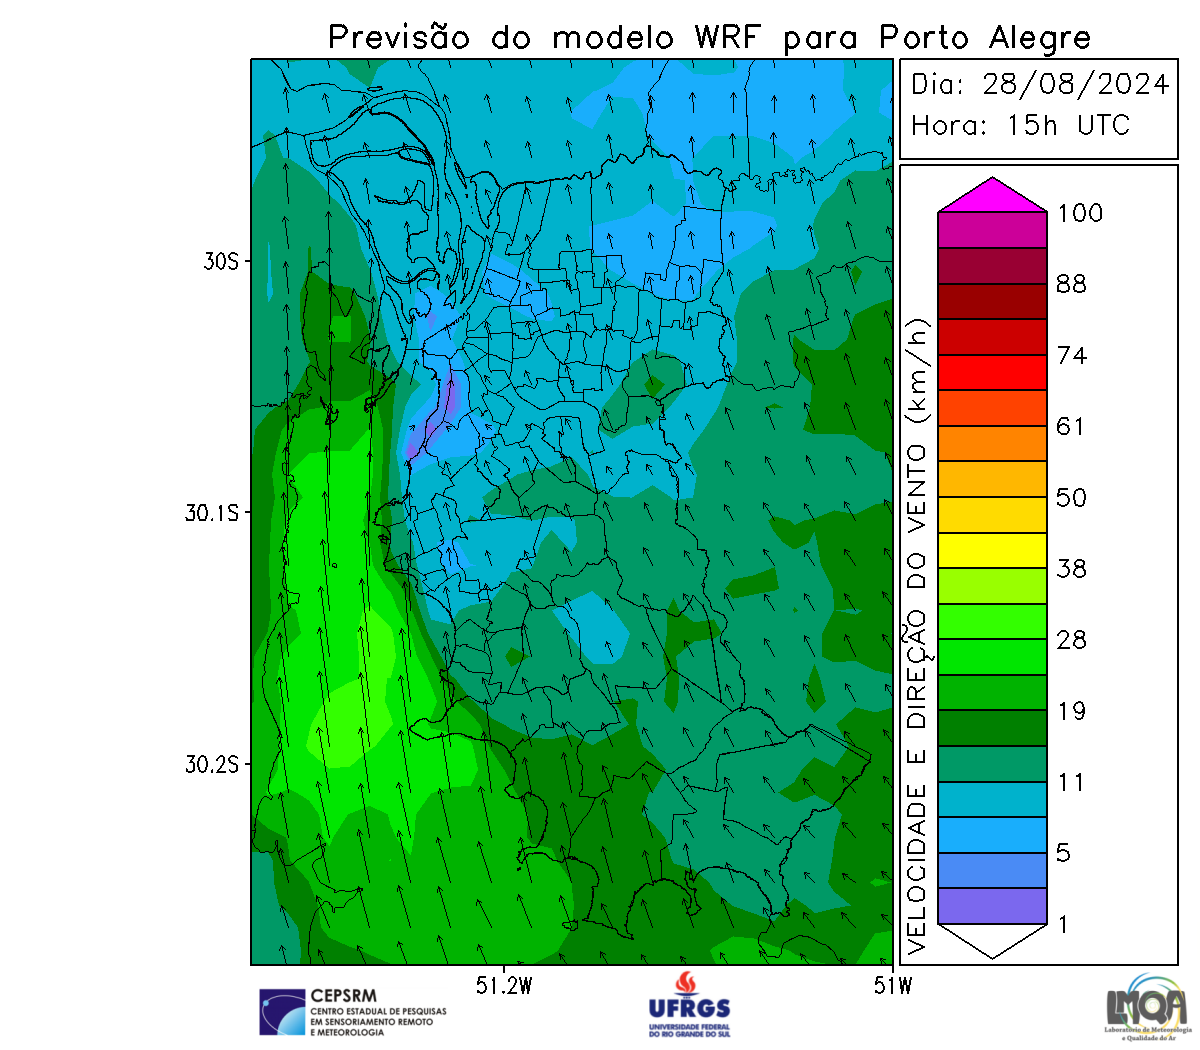 Previsão do modelo WRF para Porto Alegre
Dia: 28/08/2024
Hora: 15h UTC
30S
30.1S
30.2S
51.2W
51W
VELOCIDADE E DIREÇÃO DO VENTO (km/h)
100
88
74
61
50
38
28
19
11
5
1
CEPSRM
CENTRO ESTADUAL DE PESQUISAS
EM SENSORIAMENTO REMOTO
E METEOROLOGIA
UFRGS
UNIVERSIDADE FEDERAL
DO RIO GRANDE DO SUL
LMQA
Laboratório de Meteorologia
e Qualidade do Ar